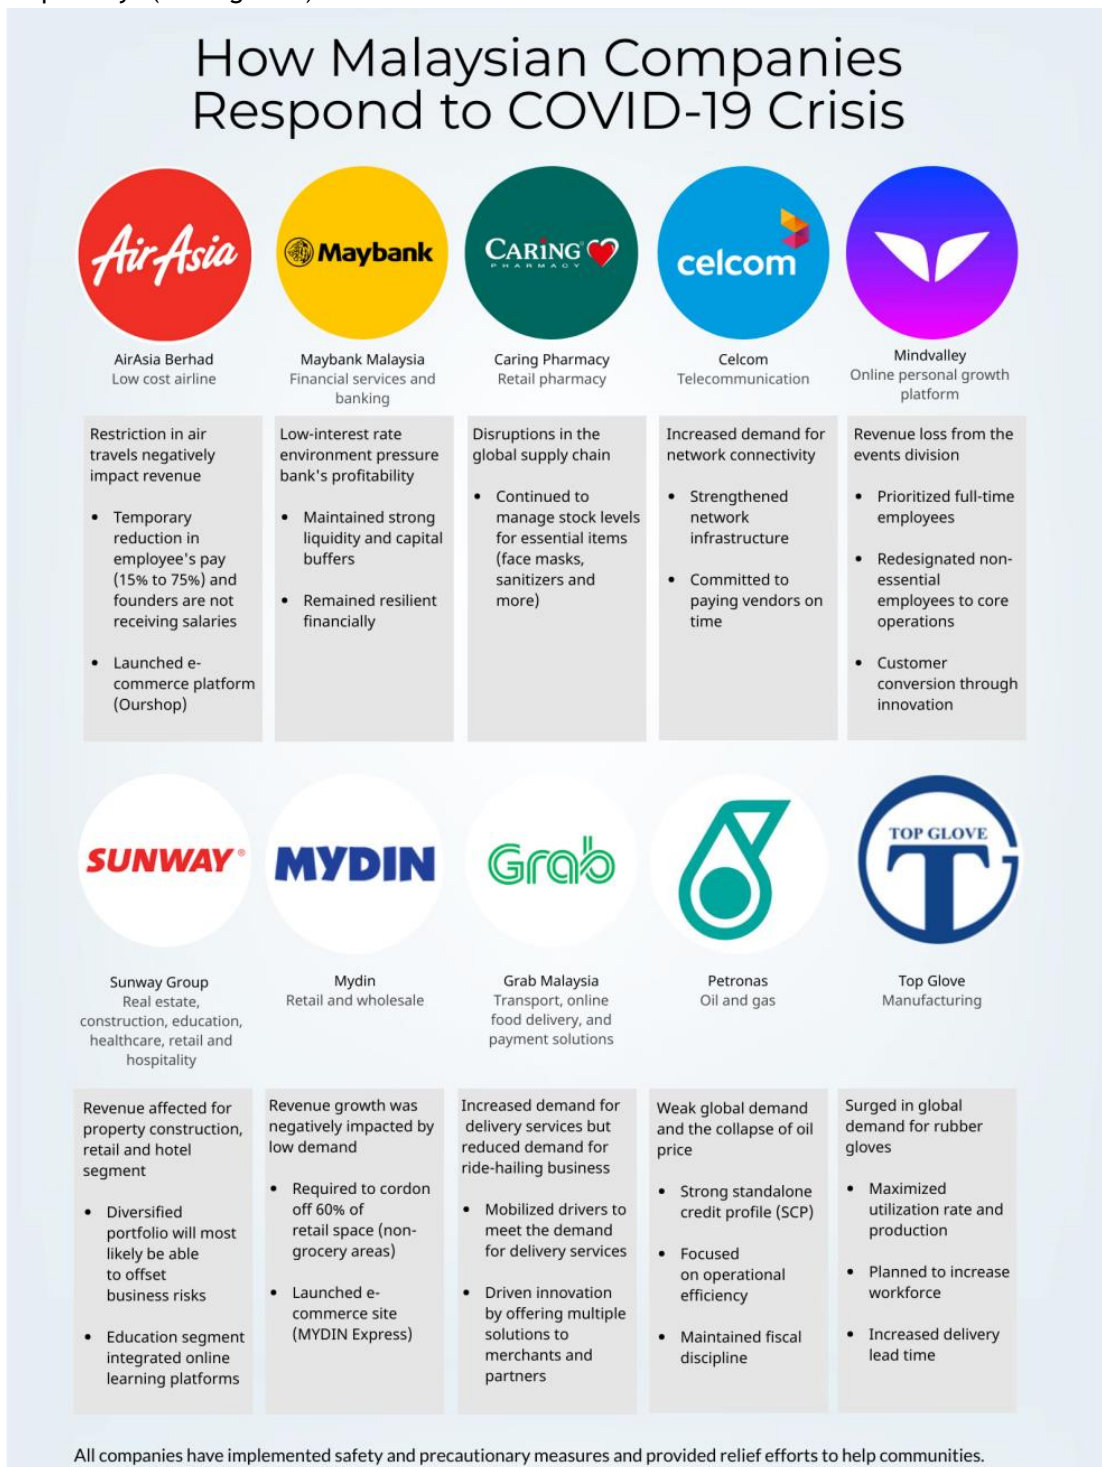 How Malaysian Companies
Respond to COVID-19 Crisis
AirAsia
Maybank
CARiNG
PHARMACY
celcom
AirAsia Berhad
Low cost airline
Maybank Malaysia
Financial services and
banking
Caring Pharmacy
Retail pharmacy
Celcom
Telecommunication
Mindvalley
Online personal growth
platform
Restriction in air
travels negatively
impact revenue
• Temporary
reduction in
employee's pay
(15% to 75%) and
founders are not
receiving salaries
• Launched e-
commerce platform
(Ourshop)
Low-interest rate
environment pressure
bank's profitability
• Maintained strong
liquidity and capital
buffers
• Remained resilient
financially
Disruptions in the
global supply chain
• Continued to
manage stock levels
for essential items
(face masks,
sanitizers and
more)
Increased demand for
network connectivity
• Strengthened
network
infrastructure
• Committed to
paying vendors on
time
Revenue loss from the
events division
• Prioritized full-time
employees
• Redesignated non-
essential
employees to core
operations
• Customer
conversion through
innovation
SUNWAY®
MYDIN
Grab
TOP GLOVE
Sunway Group
Real estate,
construction, education,
healthcare, retail and
hospitality
Mydin
Retail and wholesale
Grab Malaysia
Transport, online
food delivery, and
payment solutions
Petronas
Oil and gas
Top Glove
Manufacturing
Revenue affected for
property construction,
retail and hotel
segment
• Diversified
portfolio will most
likely be able
to offset
business risks
• Education segment
integrated online
learning platforms
Revenue growth was
negatively impacted by
low demand
• Required to cordon
off 60% of
retail space (non-
grocery areas)
• Launched e-
commerce site
(MYDIN Express)
Increased demand for
delivery services but
reduced demand for
ride-hailing business
• Mobilized drivers to
meet the demand
for delivery services
• Driven innovation
by offering multiple
solutions to
merchants and
partners
Weak global demand
and the collapse of oil
price
• Strong standalone
credit profile (SCP)
• Focused
on operational
efficiency
• Maintained fiscal
discipline
Surged in global
demand for rubber
gloves
• Maximized
utilization rate and
production
• Planned to increase
workforce
• Increased delivery
lead time
All companies have implemented safety and precautionary measures and provided relief efforts to help communities.